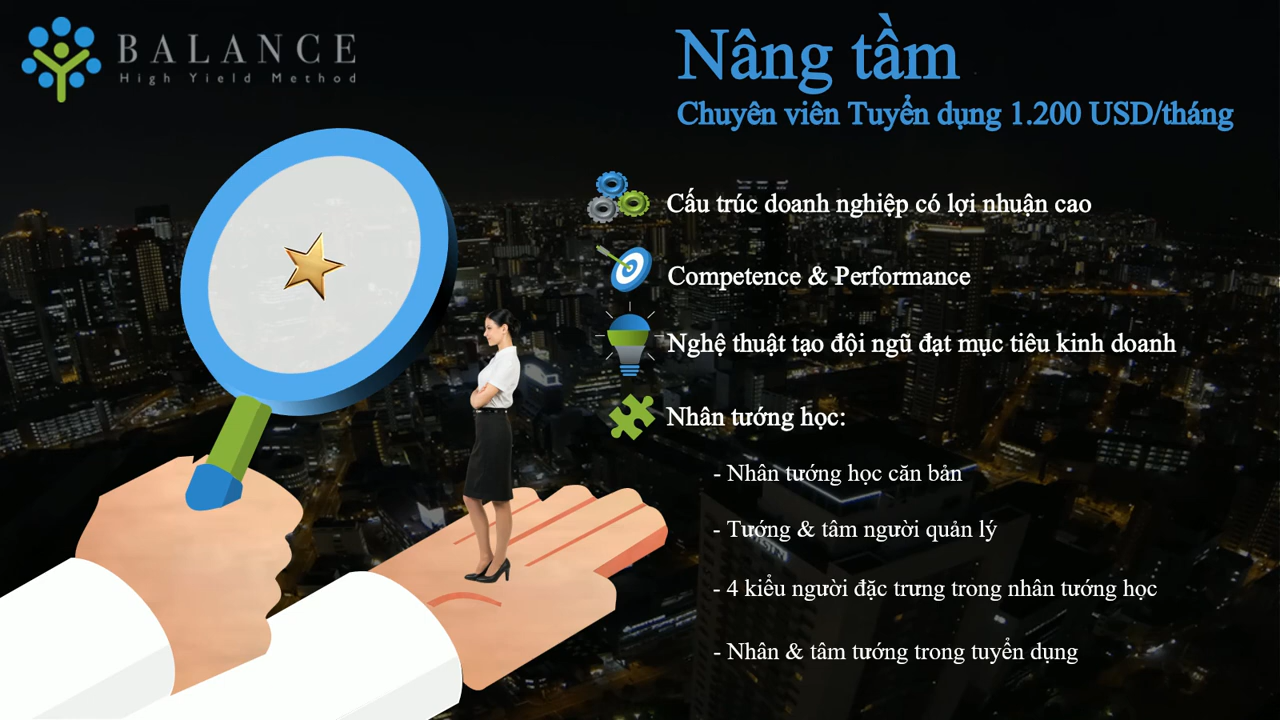 BALANCE
High Yield Method
Nâng tầm
Chuyên viên Tuyển dụng 1.200 USD/tháng
Cấu trúc doanh nghiệp có lợi nhuận cao
Competence & Performance
Nghệ thuật tạo đội ngũ đạt mục tiêu kinh doanh
Nhân tướng học:
- Nhân tướng học căn bản
- Tướng & tâm người quản lý
- 4 kiểu người đặc trưng trong nhân tướng học
- Nhân & tâm tướng trong tuyển dụng